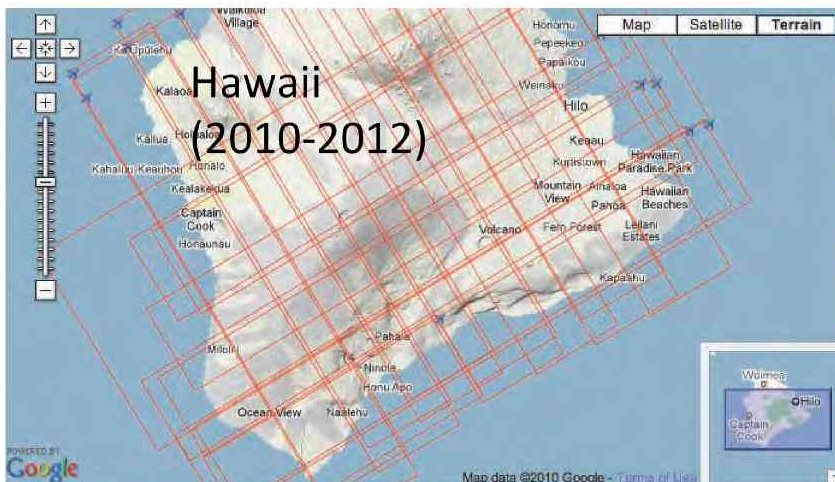 Waikoloa
Village
Ka'Upulehu
Kalaoa
Hawaii
(2010-2012)
Kailua
Honalo
Kahaluu Keauhou
Kealakekua
Captain
Cook
Honaunau
Milolii
Ocean View
Naalehu
Honu Apo
Ninole
Pahala
Volcano
Fern Forest
Mountain
View
Ainaloa
Pahoa
Leilani
Estates
Kapaahu
Hawaiian
Beaches
Hawaiian
Paradise Park
Kurtistown
Keaau
Hilo
Wainaku
Papaikou
Pepeekeo
Honomu
Map
Satellite
Terrain
Waimea
Hilo
Captain
Cook
POWERED BY
Google
Map data ©2010 Google - Terms of Use